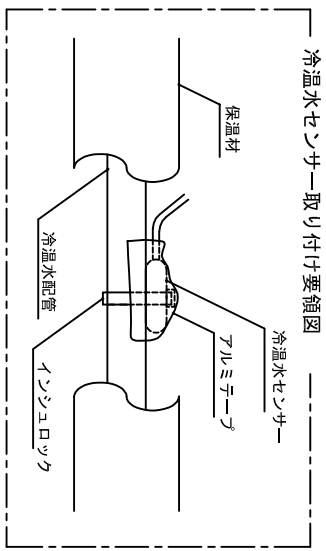 冷温水センサー取り付け要領図
保温材
冷温水センサー
アルミテープ
冷温水配管
インシュロック